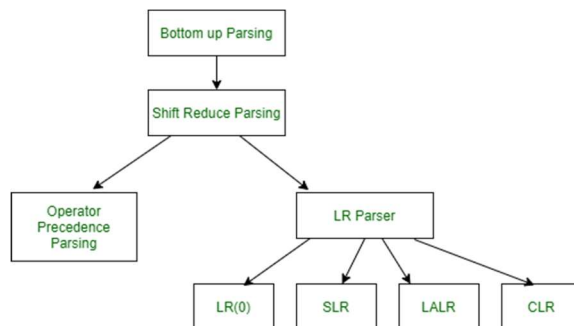 Bottom up Parsing
Shift Reduce Parsing
Operator
Precedence
Parsing
LR Parser
LR(0)
SLR
LALR
CLR